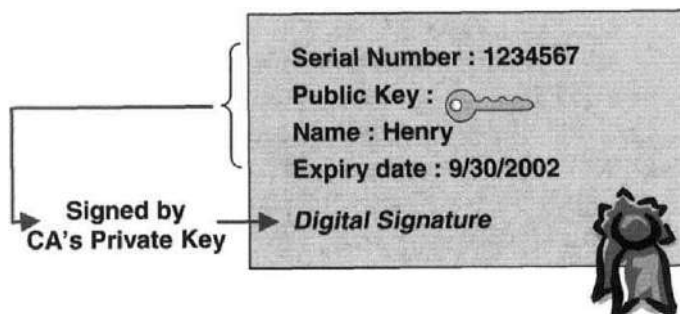 Serial Number : 1234567
Public Key :
Name : Henry
Expiry date : 9/30/2002
Signed by
CA's Private Key
Digital Signature